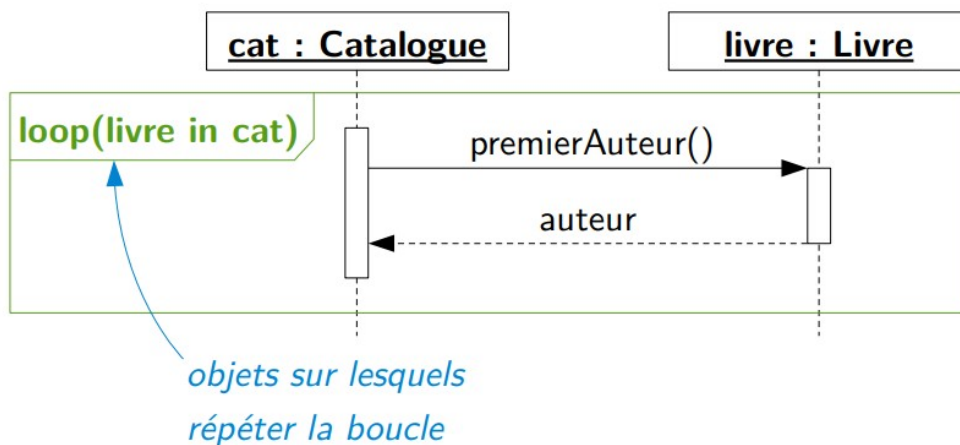 cat : Catalogue
livre : Livre
loop(livre in cat)
premierAuteur()
auteur
objets sur lesquels
répéter la boucle